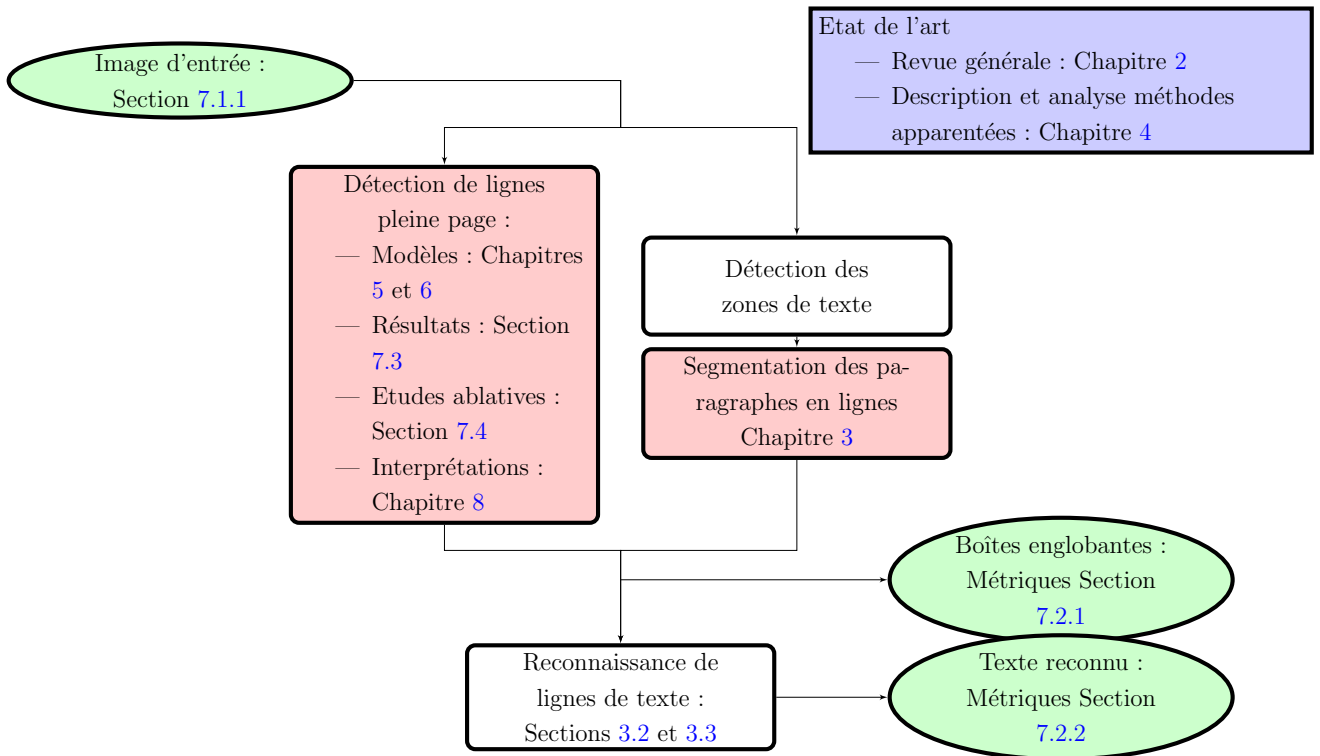 Image d'entrée :
Section 7.1.1
Etat de l'art
— Revue générale : Chapitre 2
— Description et analyse méthodes
apparentées : Chapitre 4
Détection de lignes
pleine page :
— Modèles : Chapitres
5 et 6
— Résultats : Section
7.3
— Etudes ablatives :
Section 7.4
— Interprétations :
Chapitre 8
Détection des
zones de texte
Segmentation des pa-
ragraphes en lignes
Chapitre 3
Boîtes englobantes :
Métriques Section
7.2.1
Reconnaissance de
lignes de texte :
Sections 3.2 et 3.3
Texte reconnu :
Métriques Section
7.2.2